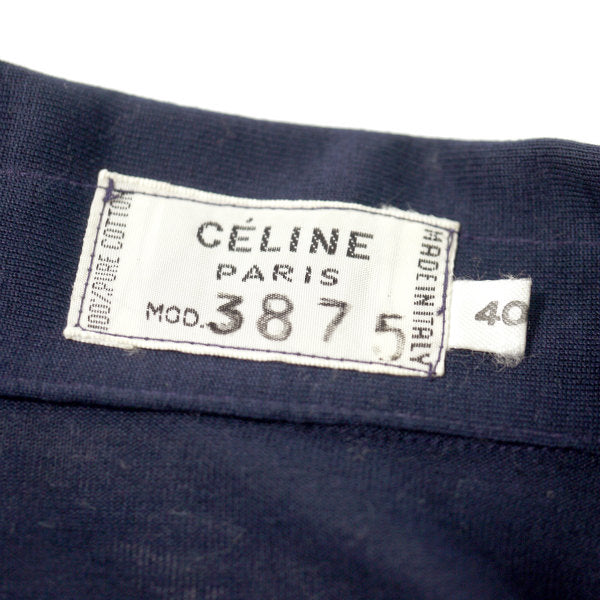 100% PURE COTTON
CÉLINE
PARIS
MOD. 3875
MADE IN ITALY
40